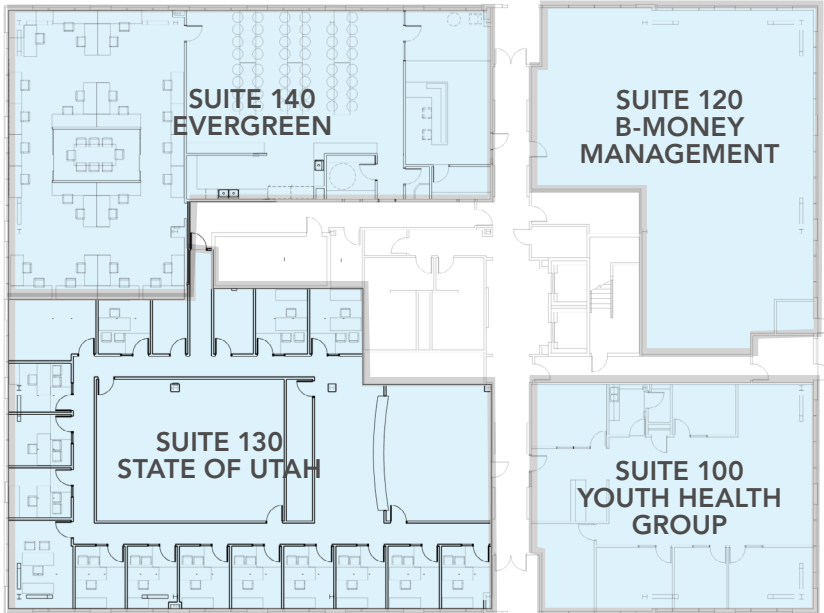 SUITE 140
EVERGREEN
SUITE 120
B-MONEY
MANAGEMENT
SUITE 130
STATE OF UTAH
SUITE 100
YOUTH HEALTH
GROUP